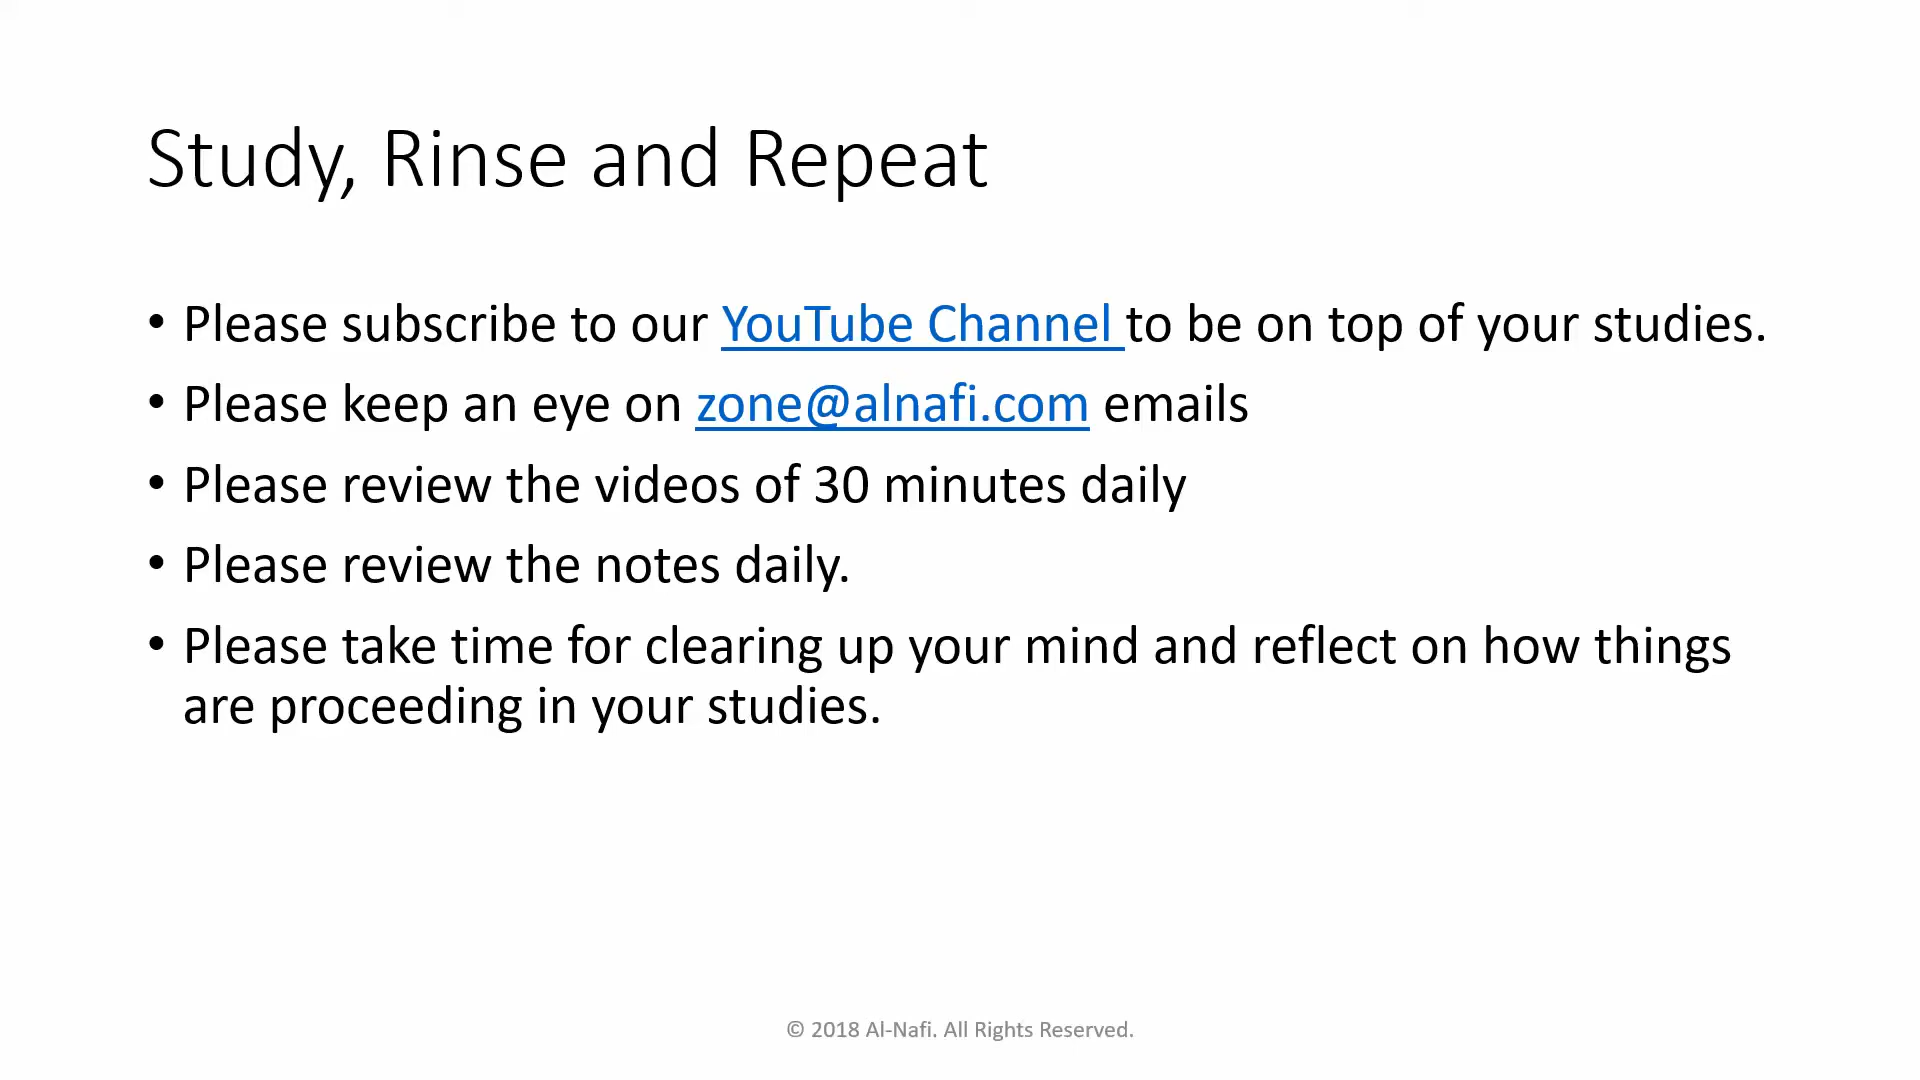 Study, Rinse and Repeat
• Please subscribe to our YouTube Channel to be on top of your studies.
• Please keep an eye on zone@alnafi.com emails
• Please review the videos of 30 minutes daily
• Please review the notes daily.
• Please take time for clearing up your mind and reflect on how things
are proceeding in your studies.
© 2018 Al-Nafi. All Rights Reserved.